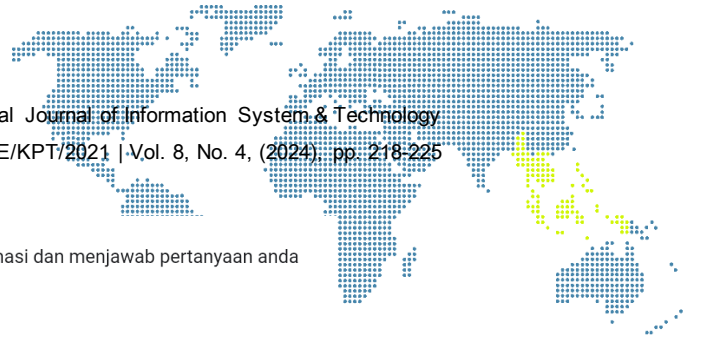 al Journal of Information System & Technology
E/KPT/2021 | Vol. 8, No. 4, (2024), pp. 218-225
masi dan menjawab pertanyaan anda